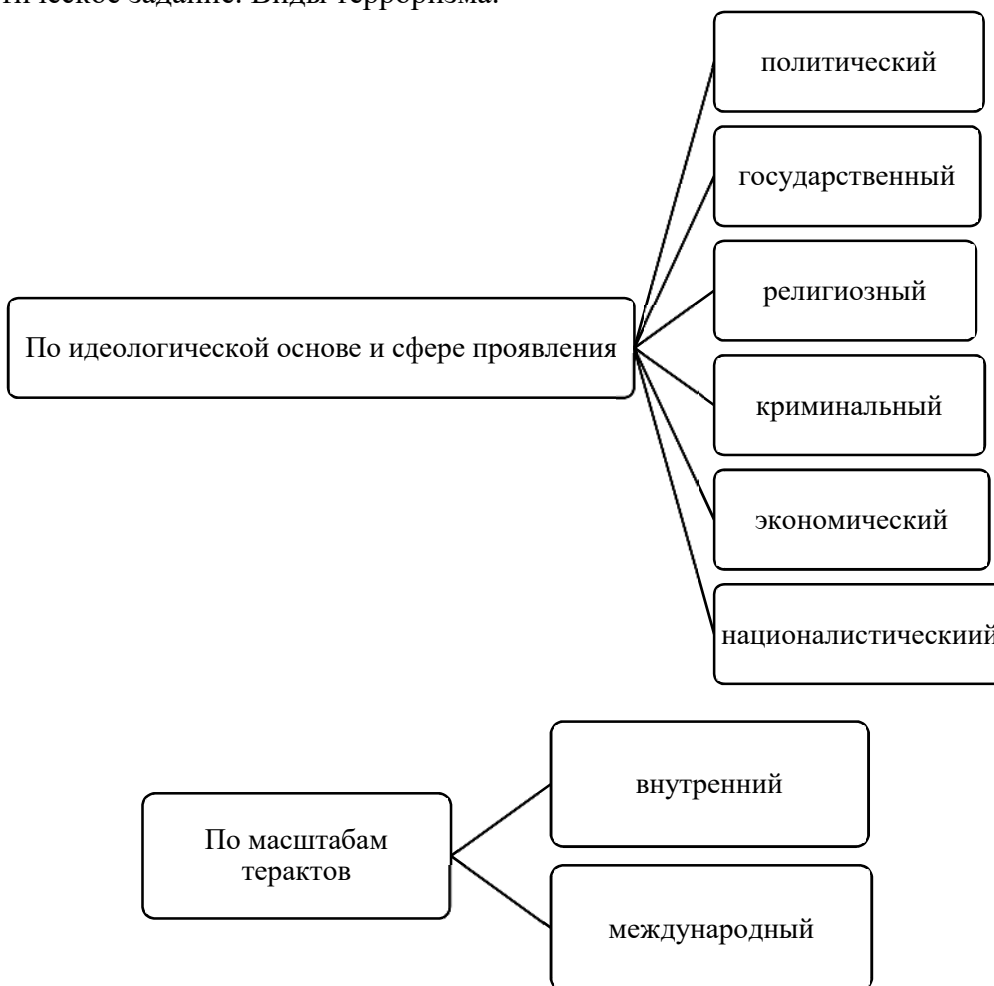 задание. Виды терроризма.
политический
государственный
религиозный
По идеологической основе и сфере проявления
криминальный
экономический
националистическиий
внутренний
По масштабам
терактов
международный